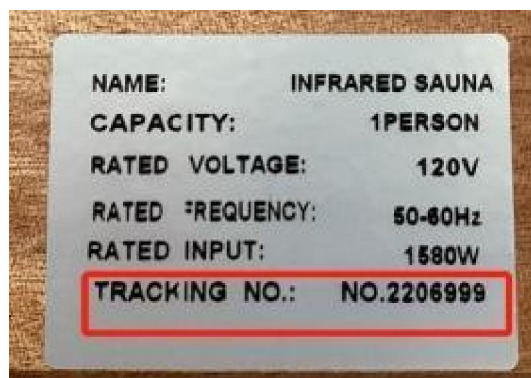 NAME: INFRARED SAUNA
CAPACITY: 1PERSON
RATED VOLTAGE: 120V
RATED FREQUENCY: 50-60Hz
RATED INPUT: 1580W
TRACKING NO.: NO.2206999